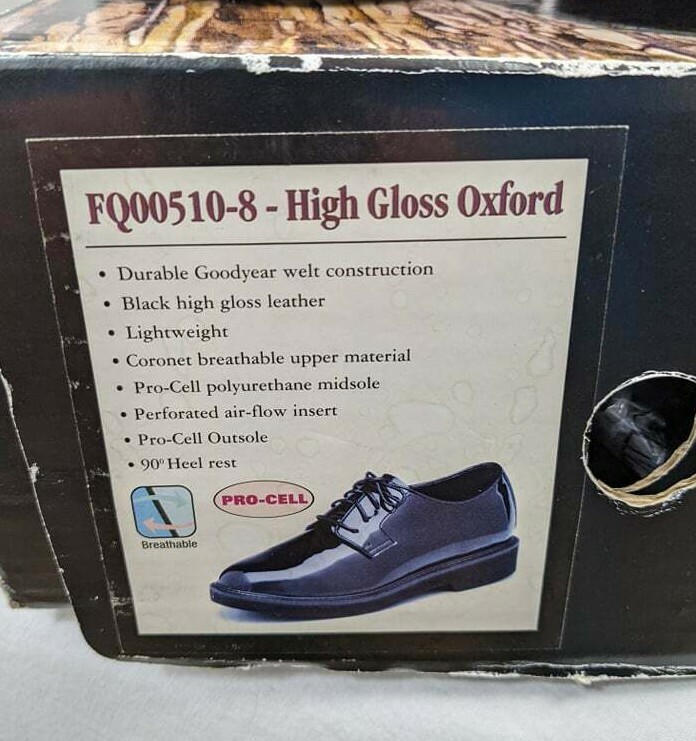 FQ00510-8 - High Gloss Oxford
• Durable Goodyear welt construction
• Black high gloss leather
• Lightweight
• Coronet breathable upper material
• Pro-Cell polyurethane midsole
• Perforated air-flow insert
• Pro-Cell Outsole
• 90º Heel rest
PRO-CELL
Breathable